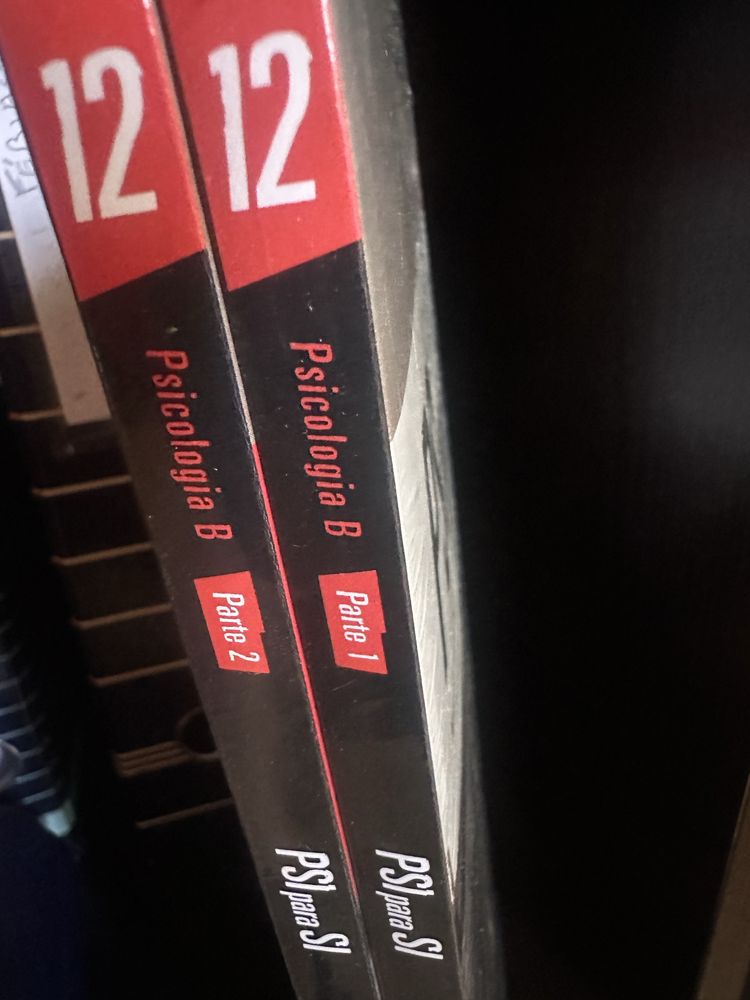 12
Psicologia B
Parte 2
PSI para SI
12
Psicologia B
Parte 1
PSI para SI